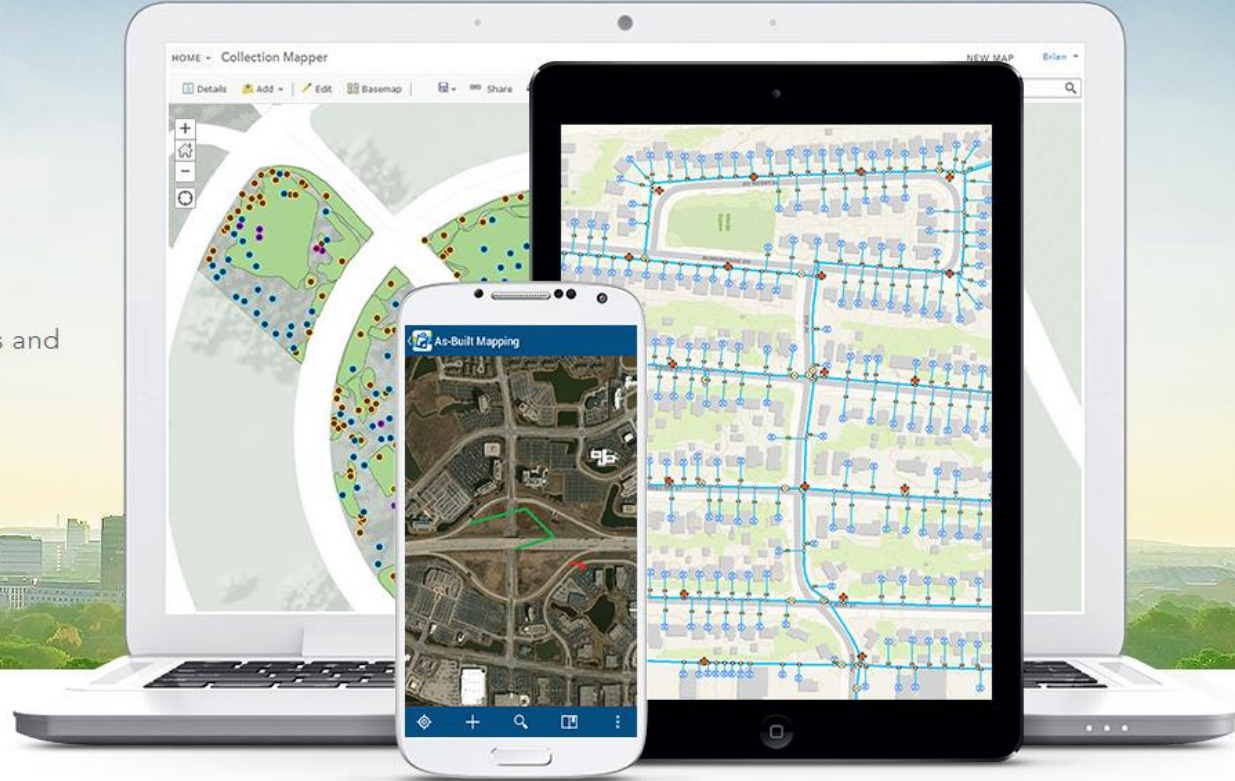 HOME Collection Mapper
NEW MAP
Brian
Details
Add
Edit
Basemap
Share
s and
As-Built Mapping